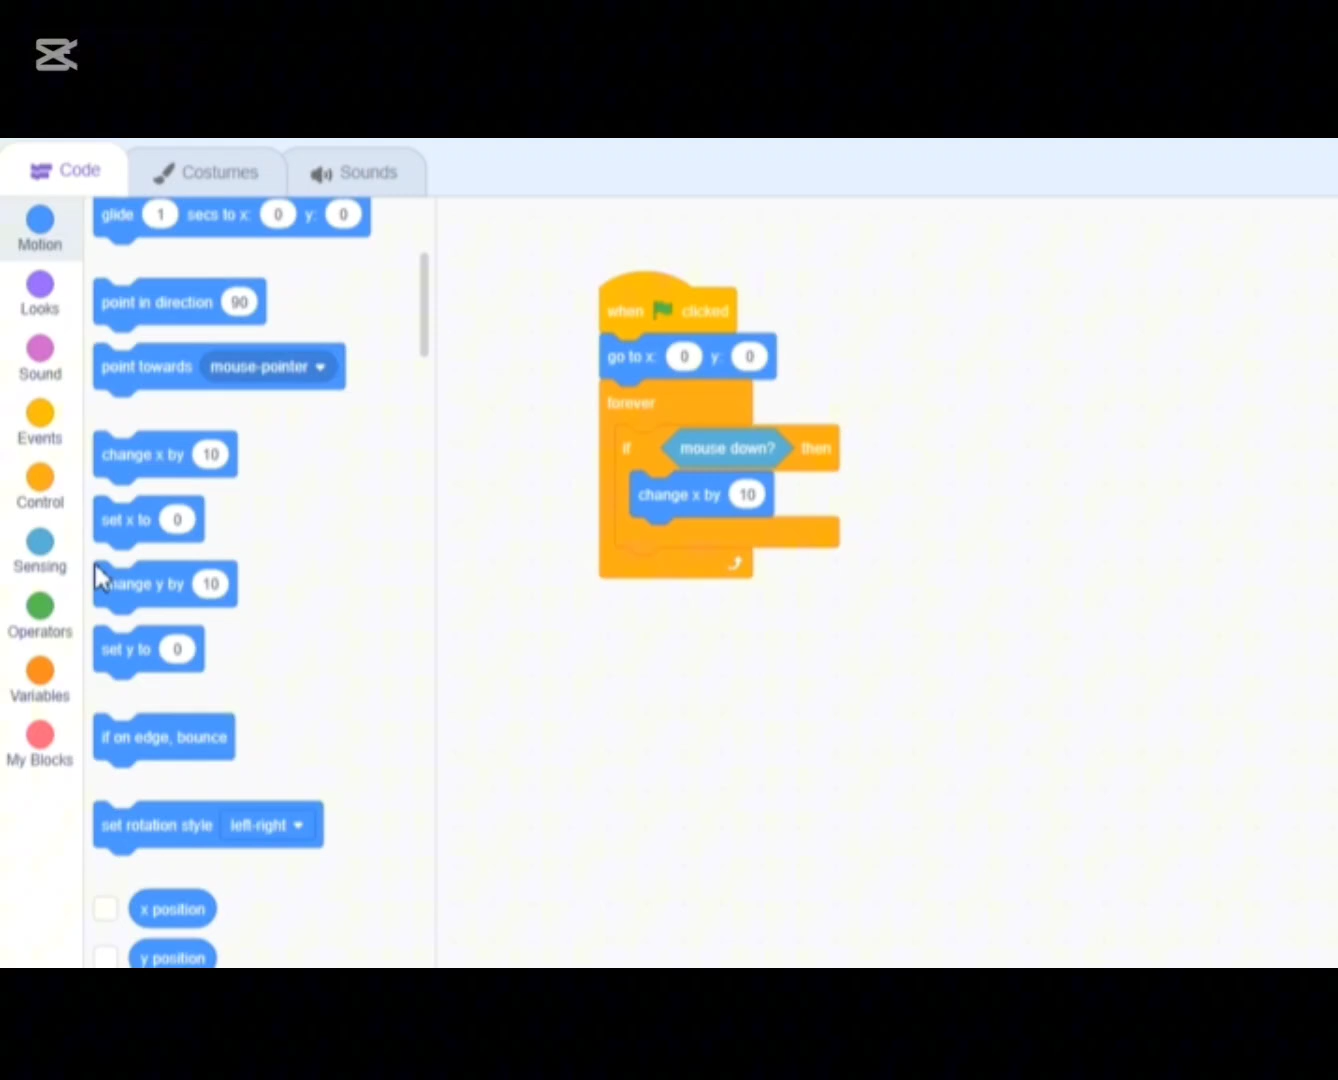 Code
Costumes
Sounds
Motion
Looks
Sound
Events
Control
Sensing
Operators
Variables
My Blocks
glide 1 secs to x: 0 y: 0
point in direction 90
point towards mouse-pointer
change x by 10
set x to 0
change y by 10
set y to 0
if on edge, bounce
set rotation style left-right
x position
y position
when clicked
go to x: 0 y: 0
forever
if mouse down? then
change x by 10